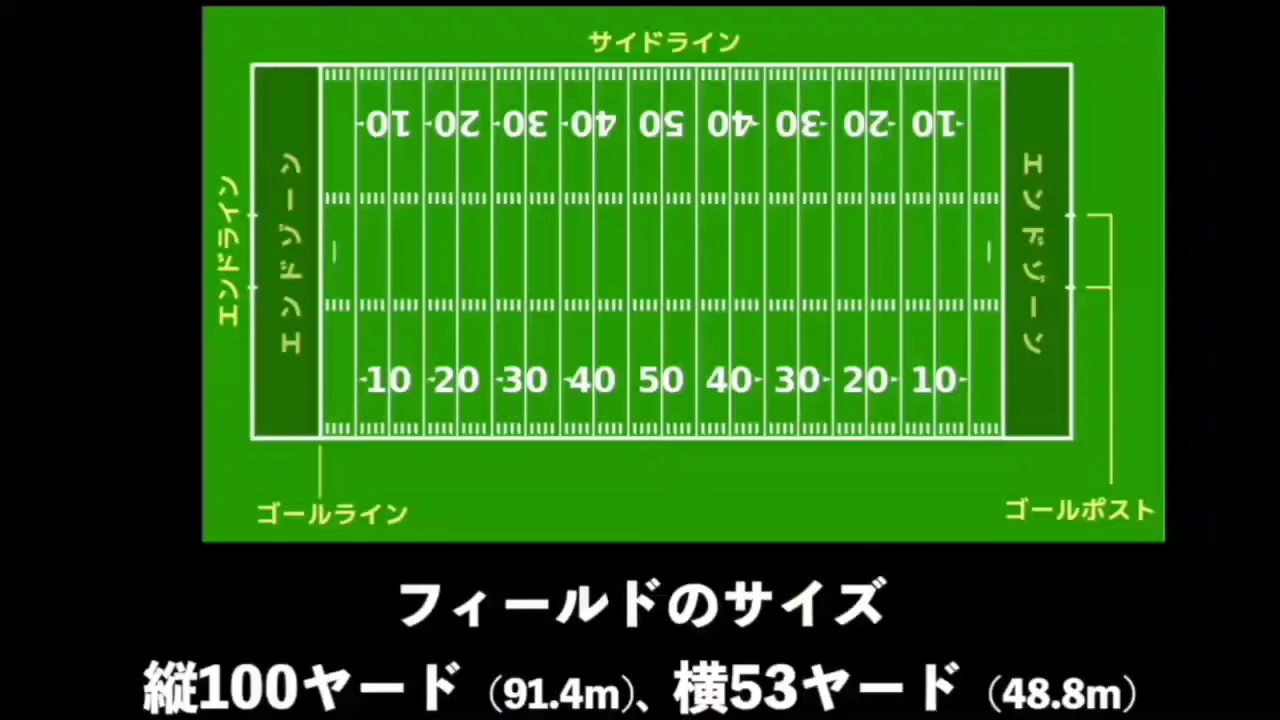 サイドライン
10 20 30 40 50 40 30 20 10
エンドライン
エンドゾーン
エンドゾーン
10 20 30 40 50 40 30 20 10
ゴールライン
ゴールポスト
フィールドのサイズ
縦100ヤード（91.4m）、横53ヤード（48.8m）